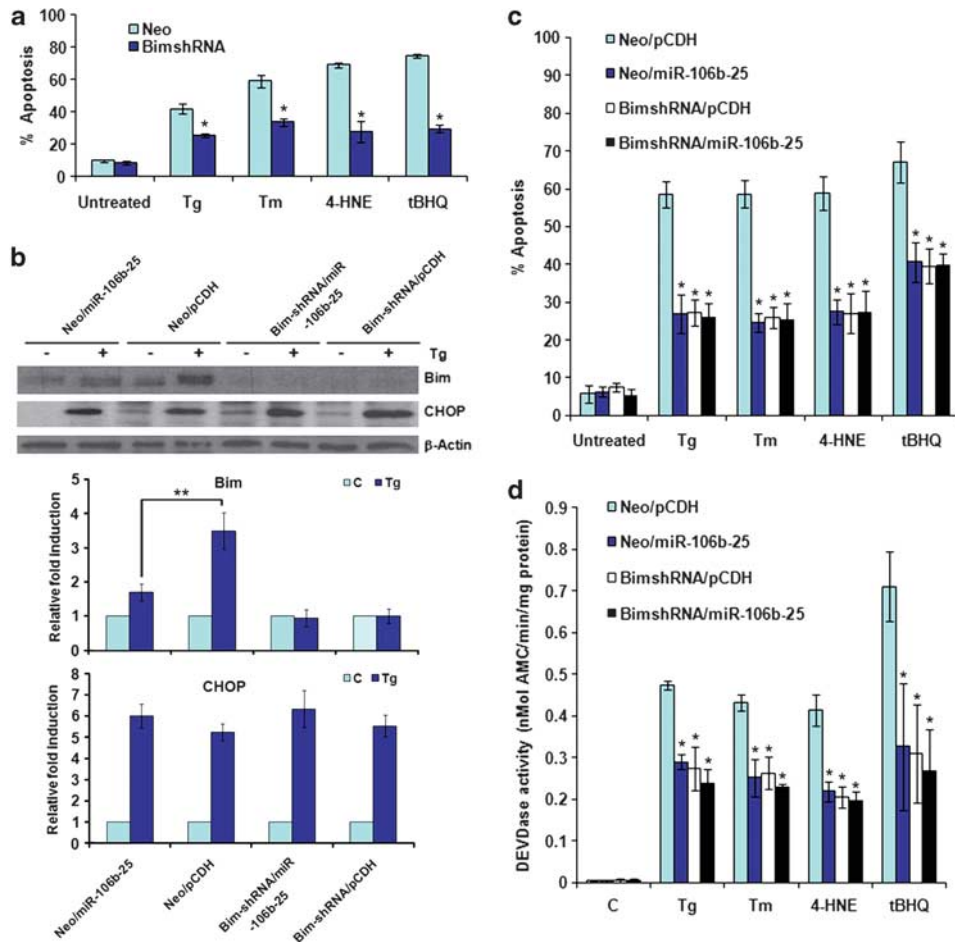 a
Neo
BimshRNA
% Apoptosis
100
80
60
40
20
0
*
*
*
*
Untreated
Tg
Tm
4-HNE
tBHQ
b
Neo/miR-106b-25
Neo/pCDH
Bim-shRNA/miR
-106b-25
Bim-shRNA/pCDH
- + - + - + - +
Tg
Bim
CHOP
β-Actin
Bim
C
Tg
**
Relative fold Induction
5
4
3
2
1
0
CHOP
C
Tg
Relative fold Induction
9
8
7
6
5
4
3
2
1
0
Neo/miR-106b-25
Neo/pCDH
Bim-shRNA/miR
-106b-25
Bim-shRNA/pCDH
c
Neo/pCDH
Neo/miR-106b-25
BimshRNA/pCDH
BimshRNA/miR-106b-25
% Apoptosis
100
90
80
70
60
50
40
30
20
10
0
* * *
* * *
* * *
* * *
Untreated
Tg
Tm
4-HNE
tBHQ
d
Neo/pCDH
Neo/miR-106b-25
BimshRNA/pCDH
BimshRNA/miR-106b-25
DEVDase activity (nMol AMC/min/mg protein)
0.9
0.8
0.7
0.6
0.5
0.4
0.3
0.2
0.1
0
* * *
* * *
* * *
* * *
C
Tg
Tm
4-HNE
tBHQ